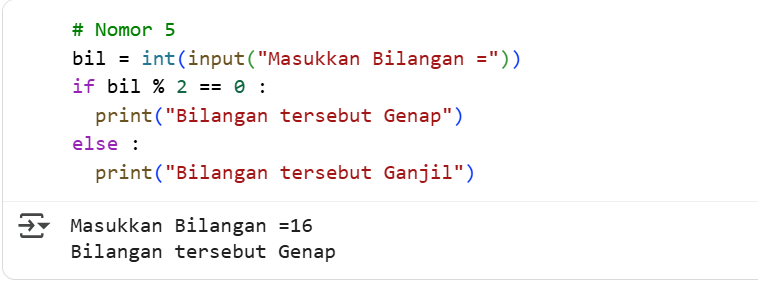 # Nomor 5
bil = int(input("Masukkan Bilangan ="))
if bil % 2 == 0 :
  print("Bilangan tersebut Genap")
else :
  print("Bilangan tersebut Ganjil")
Masukkan Bilangan =16
Bilangan tersebut Genap